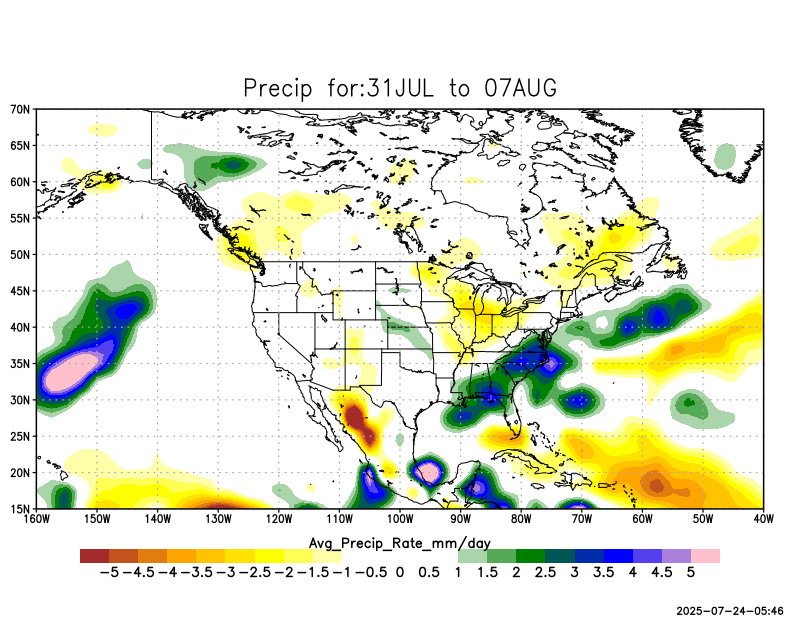 Precip for:31JUL to 07AUG
70N
65N
60N
55N
50N
45N
40N
35N
30N
25N
20N
15N
160W 150W 140W 130W 120W 110W 100W 90W 80W 70W 60W 50W 40W
Avg_Precip_Rate_mm/day
−5 −4.5 −4 −3.5 −3 −2.5 −2 −1.5 −1 −0.5 0 0.5 1 1.5 2 2.5 3 3.5 4 4.5 5
2025-07-24-05:46